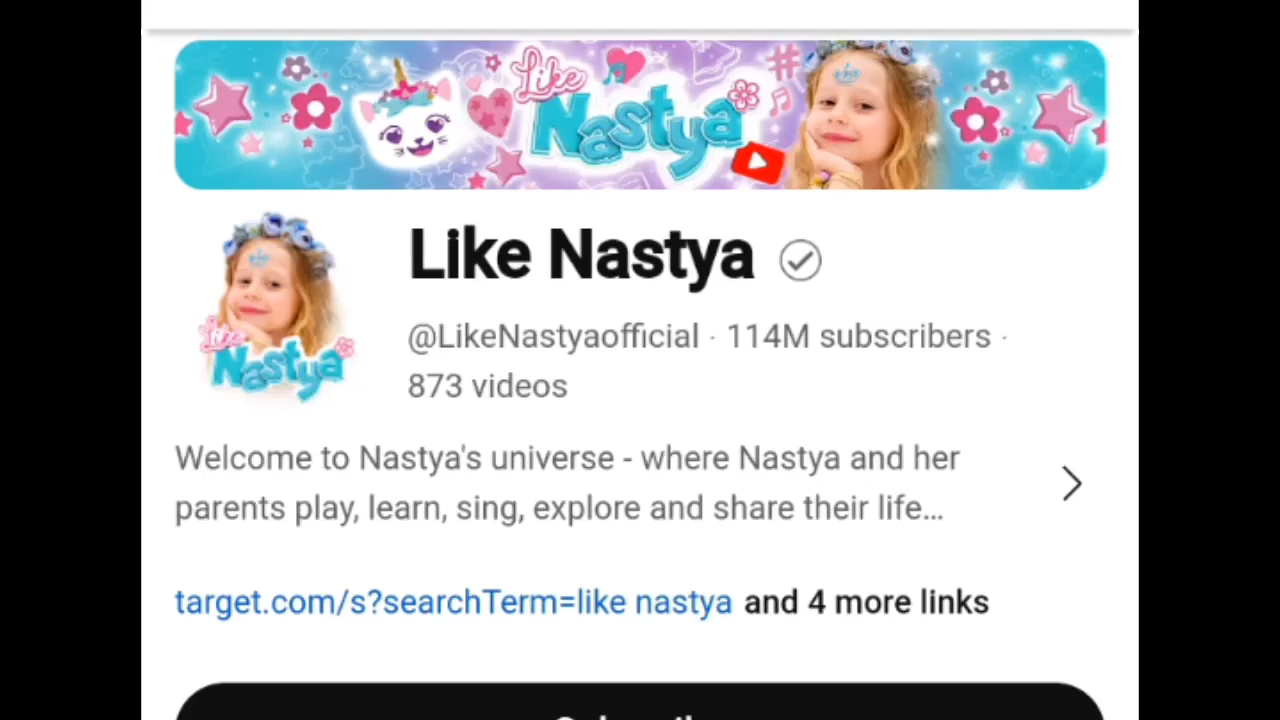 Like
Nastya
Like Nastya
Like
Nastya
@LikeNastyaofficial · 114M subscribers ·
873 videos
Welcome to Nastya's universe - where Nastya and her
parents play, learn, sing, explore and share their life...
target.com/s?searchTerm=like nastya and 4 more links